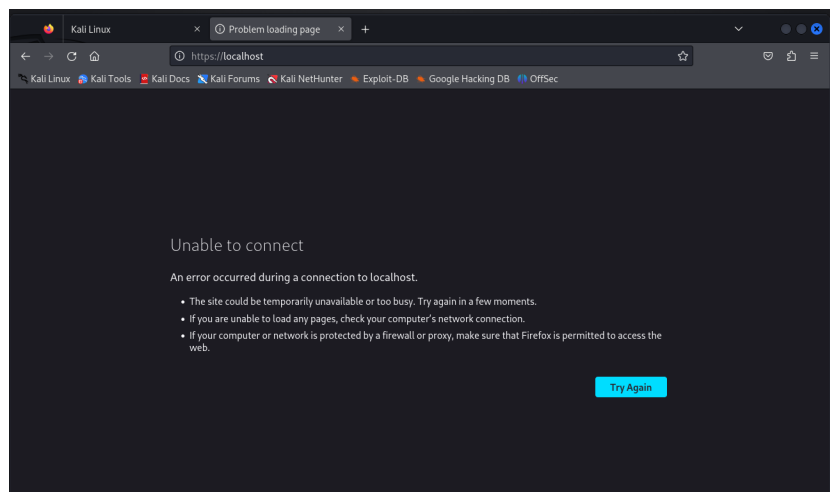 Kali Linux
Problem loading page
https://localhost
Kali Linux Kali Tools Kali Docs Kali Forums Kali NetHunter Exploit-DB Google Hacking DB OffSec
Unable to connect
An error occurred during a connection to localhost.
• The site could be temporarily unavailable or too busy. Try again in a few moments.
• If you are unable to load any pages, check your computer’s network connection.
• If your computer or network is protected by a firewall or proxy, make sure that Firefox is permitted to access the
web.
Try Again